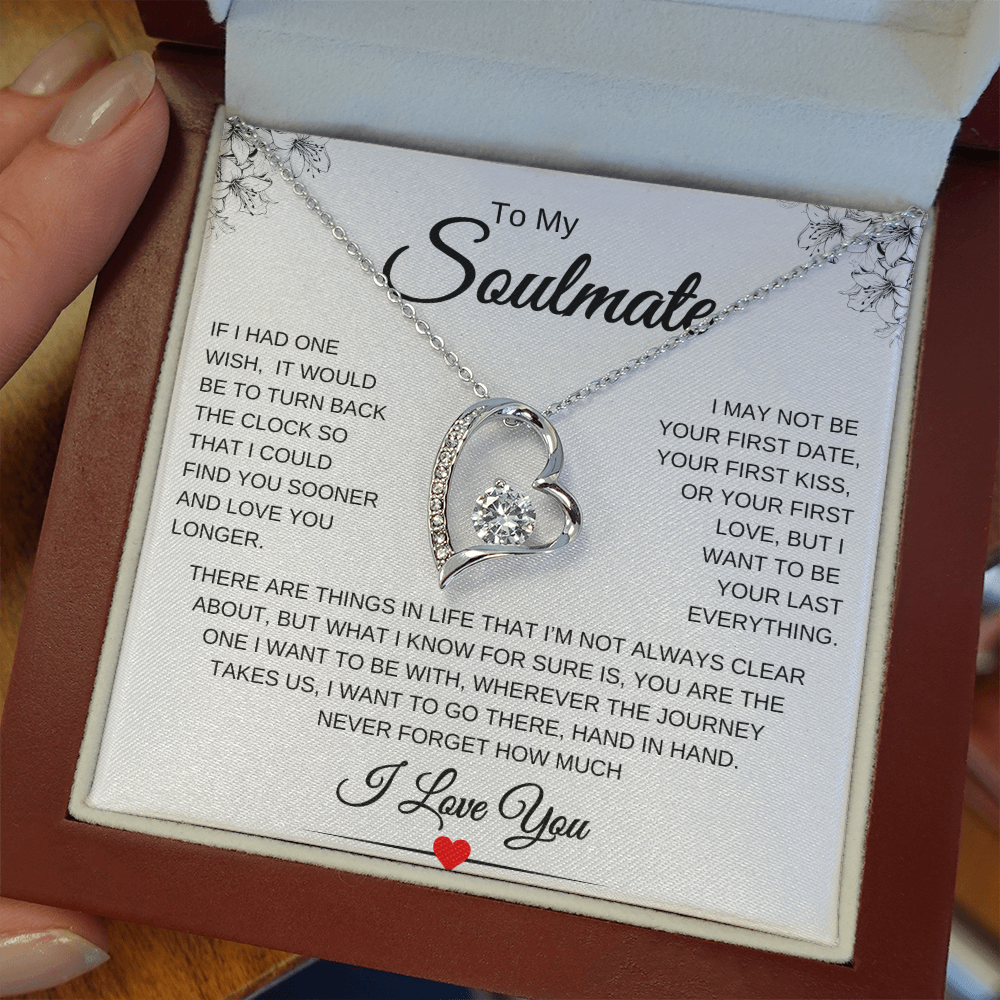 To My
Soulmate
IF I HAD ONE
WISH, IT WOULD
BE TO TURN BACK
THE CLOCK SO
THAT I COULD
FIND YOU SOONER
AND LOVE YOU
LONGER.
I MAY NOT BE
YOUR FIRST DATE,
YOUR FIRST KISS,
OR YOUR FIRST
LOVE, BUT I
WANT TO BE
YOUR LAST
EVERYTHING.
THERE ARE THINGS IN LIFE THAT I'M NOT ALWAYS CLEAR
ABOUT, BUT WHAT I KNOW FOR SURE IS, YOU ARE THE
ONE I WANT TO BE WITH, WHEREVER THE JOURNEY
TAKES US, I WANT TO GO THERE, HAND IN HAND.
NEVER FORGET HOW MUCH
I Love You